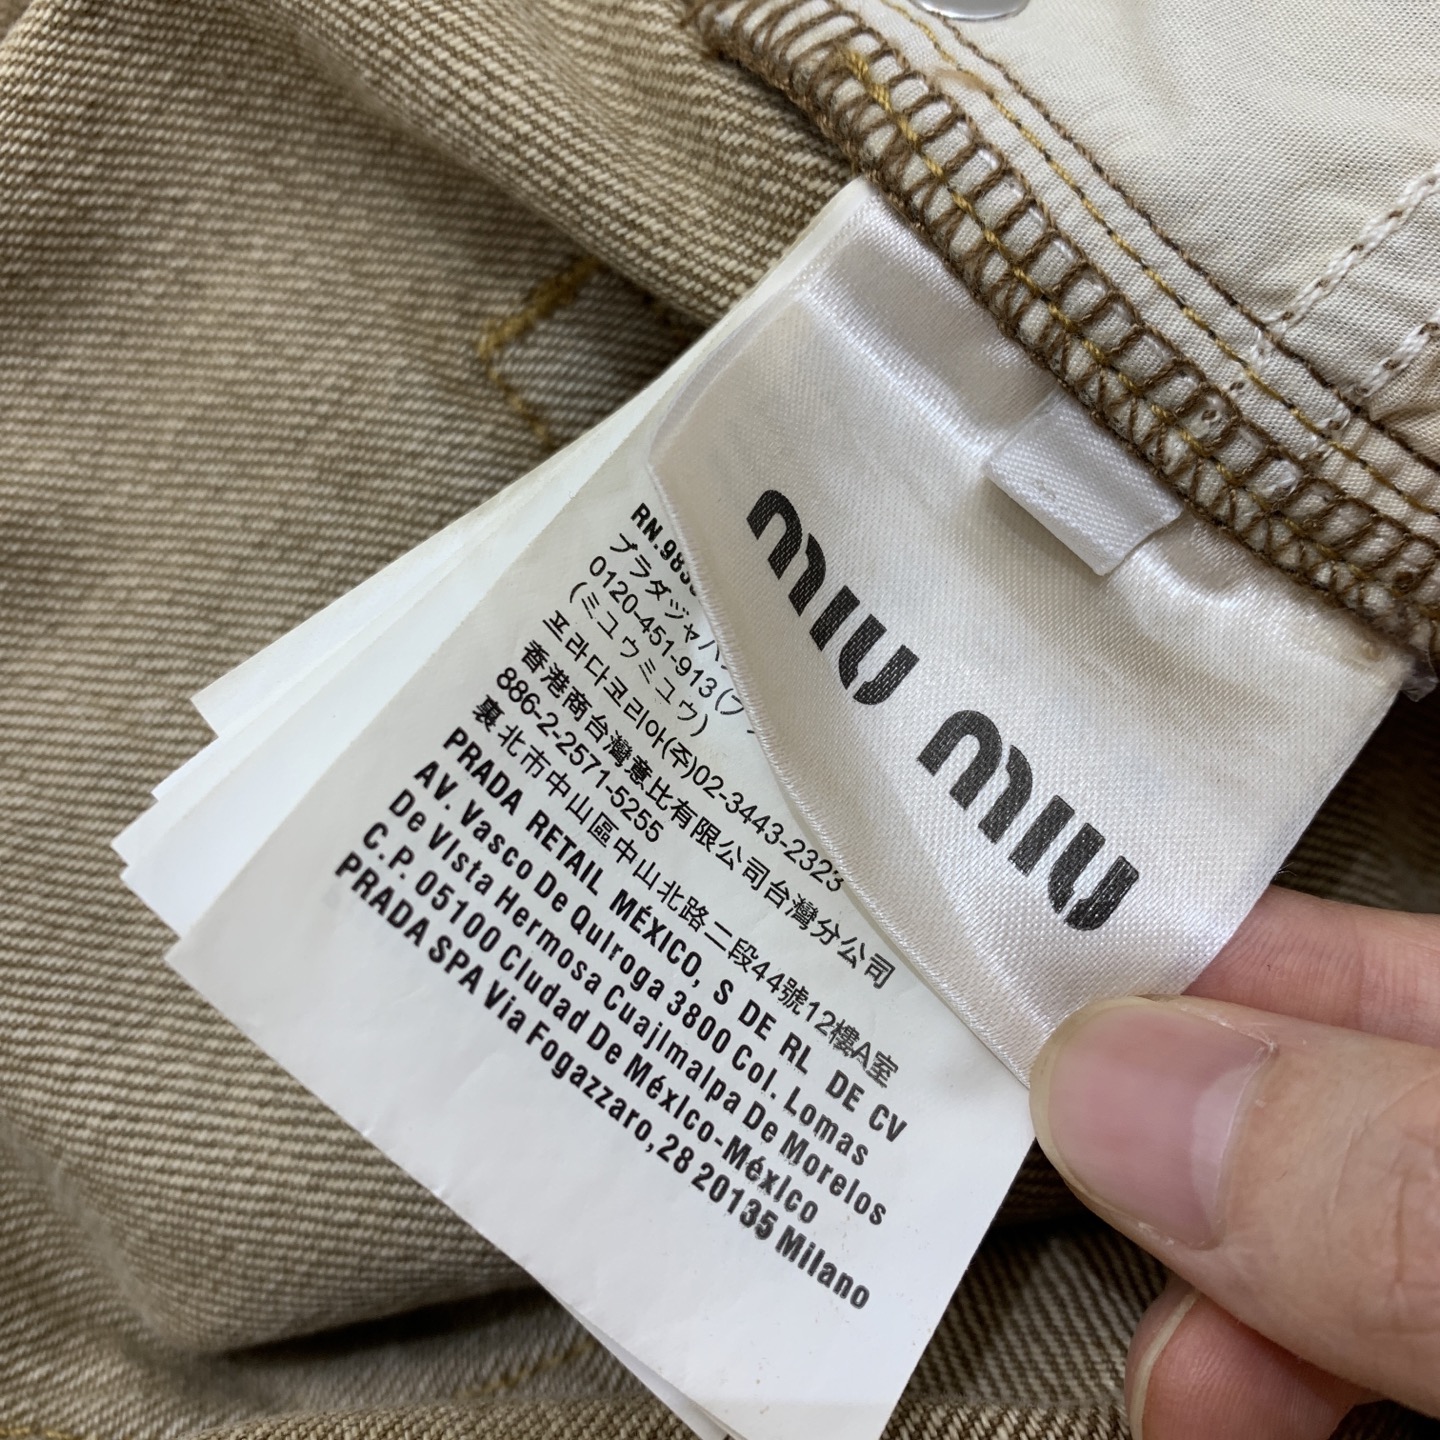 miu miu
RN.983
プラダジャパン
0120-451-913(プ
(ミュウミュウ)
프라다코리아(주)02-3443-2323
香港商台灣意比有限公司台灣分公司
886-2-2571-5255
裏北市中山區中山北路二段44號12樓A室
PRADA RETAIL MÉXICO, S DE RL DE CV
AV. Vasco De Quiroga 3800 Col. Lomas
De Vista Hermosa Cuajimalpa De Morelos
C.P. 05100 Ciudad De México-México
PRADA SPA Via Fogazzaro,28 20135 Milano